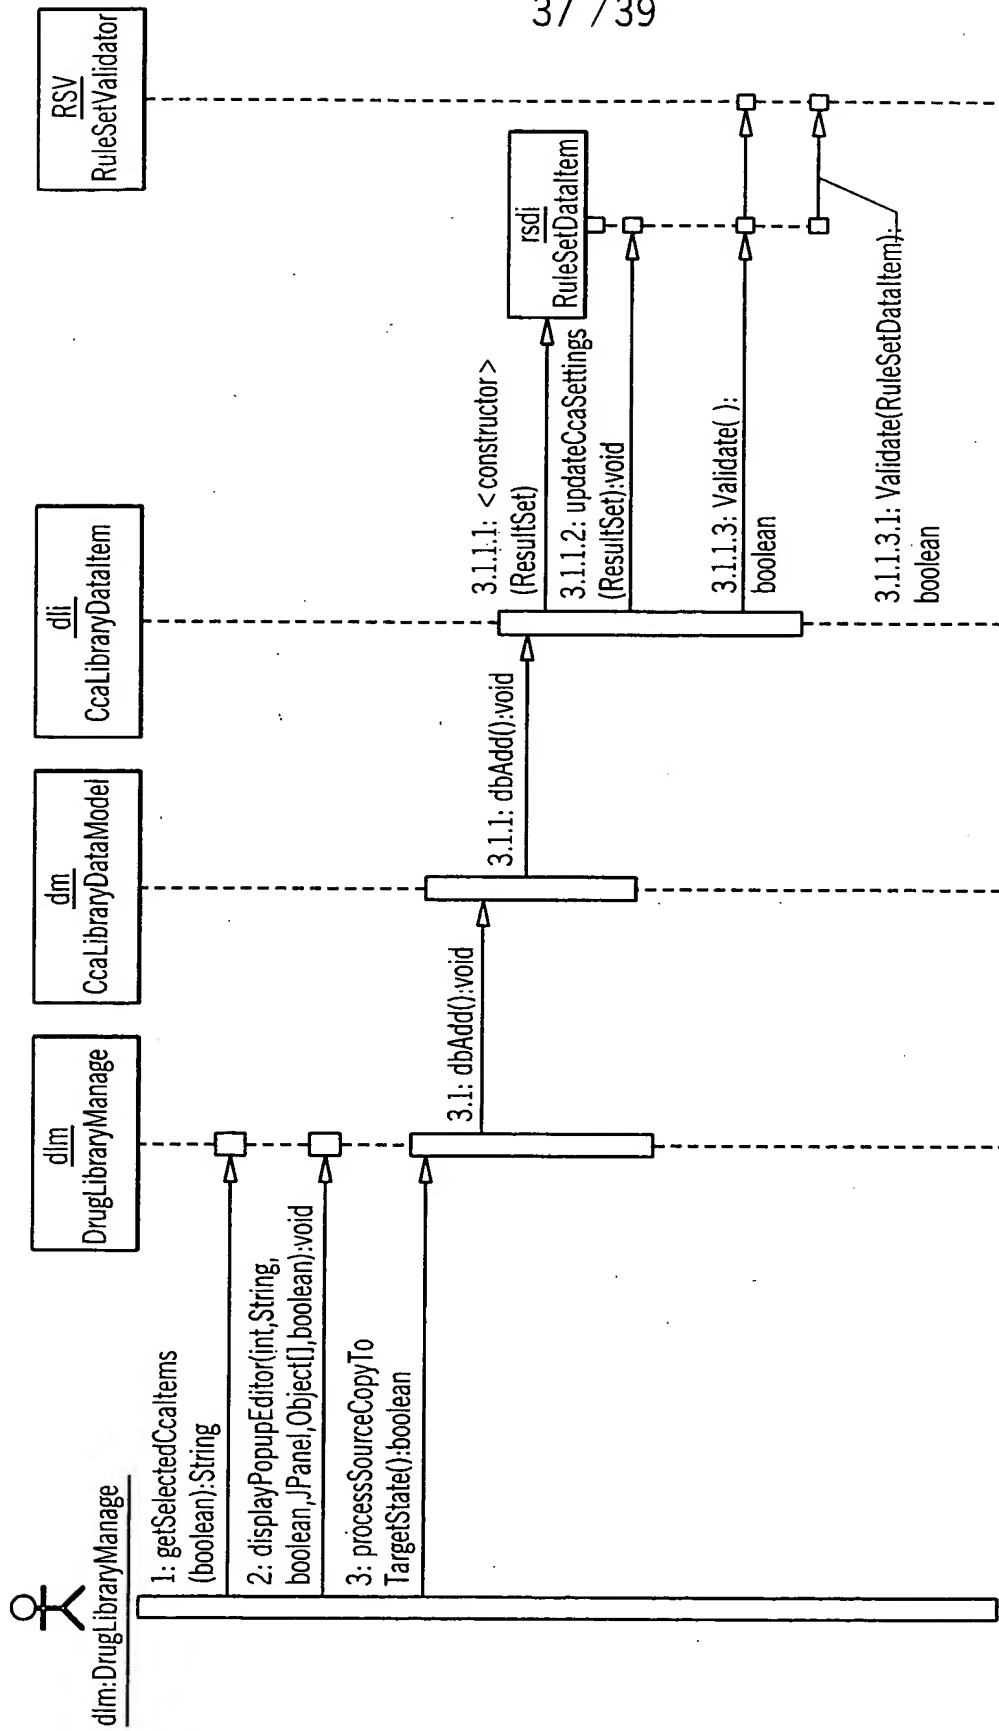 37 /39
dlm:DrugLibraryManage
dlm
DrugLibraryManage
dm
CcaLibraryDataModel
dli
CcaLibraryDataItem
RSV
RuleSetValidator
rsdi
RuleSetDataItem
1: getSelectedCcaItems
(boolean):String
2: displayPopupEditor(int,String,
boolean,JPanel,Object[],boolean):void
3: processSourceCopyTo
TargetState():boolean
3.1: dbAdd():void
3.1.1: dbAdd():void
3.1.1.1: <constructor>
(ResultSet)
3.1.1.2: updateCcaSettings
(ResultSet):void
3.1.1.3: Validate( ):
boolean
3.1.1.3.1: Validate(RuleSetDataItem):
boolean